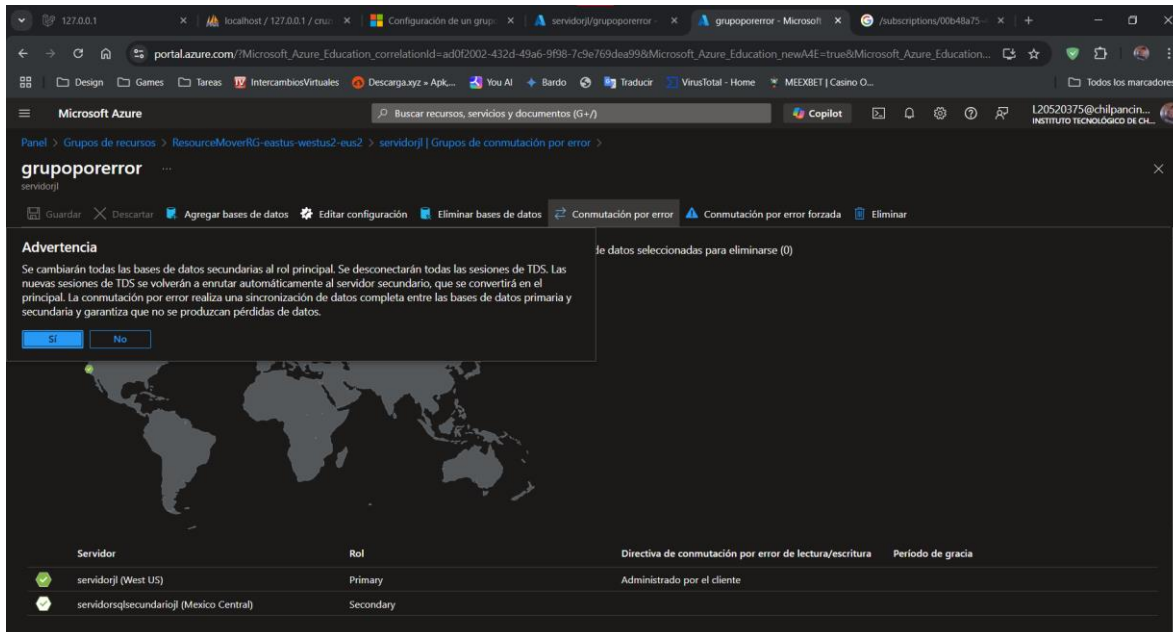 127.0.0.1
localhost / 127.0.0.1 / cruz
Configuración de un grupo
servidorjl/grupoporerror -
grupoporerror - Microsoft
/subscriptions/00b48a75-
portal.azure.com/?Microsoft_Azure_Education_correlationId=ad0f2002-432d-49a6-9f98-7c9e769dea99&Microsoft_Azure_Education_newA4E=true&Microsoft_Azure_Education...
Design
Games
Tareas
IntercambiosVirtuales
Descarga.xyz » Apk,...
You AI
Bardo
Traducir
VirusTotal - Home
MEEXBET | Casino O...
Todos los marcadores
Microsoft Azure
Buscar recursos, servicios y documentos (G+/)
Copilot
L20520375@chilpancin...
INSTITUTO TECNOLÓGICO DE CH...
Panel > Grupos de recursos > ResourceMoverRG-eastus-westus2-eus2 > servidorjl | Grupos de conmutación por error >
grupoporerror ...
servidorjl
Guardar
Descartar
Agregar bases de datos
Editar configuración
Eliminar bases de datos
Conmutación por error
Conmutación por error forzada
Eliminar
Advertencia
de datos seleccionadas para eliminarse (0)
Se cambiarán todas las bases de datos secundarias al rol principal. Se desconectarán todas las sesiones de TDS. Las
nuevas sesiones de TDS se volverán a enrutar automáticamente al servidor secundario, que se convertirá en el
principal. La conmutación por error realiza una sincronización de datos completa entre las bases de datos primaria y
secundaria y garantiza que no se produzcan pérdidas de datos.
Sí
No
Servidor Rol Directiva de conmutación por error de lectura/escritura Período de gracia
servidorjl (West US) Primary Administrado por el cliente
servidorsqlsecundariojl (Mexico Central) Secondary